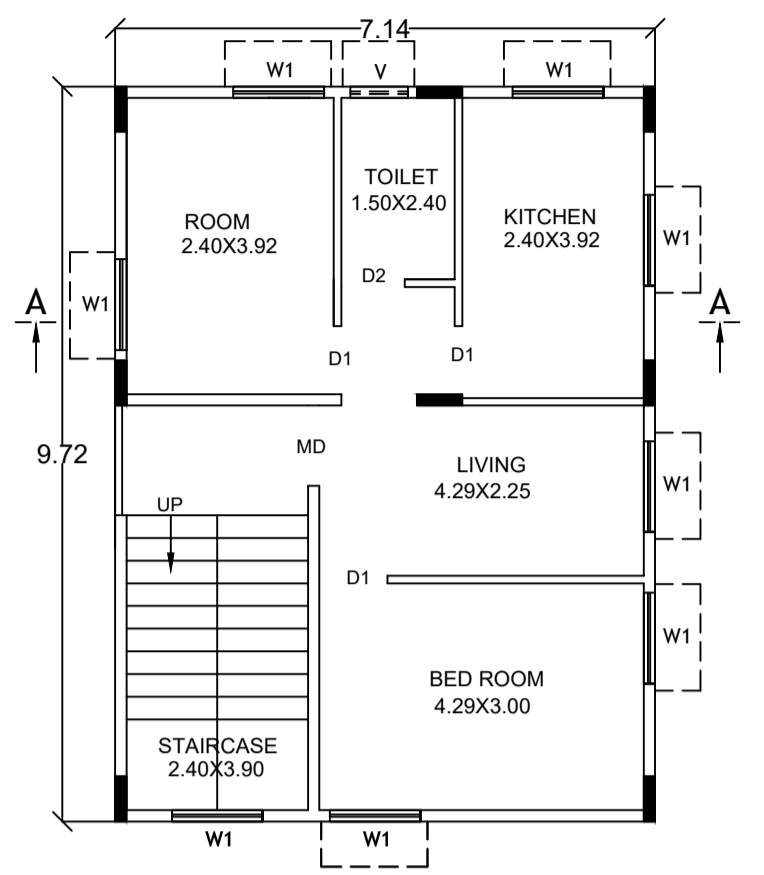 7.14
W1
V
W1
TOILET
1.50X2.40
ROOM
2.40X3.92
KITCHEN
2.40X3.92
W1
D2
W1
A
A
D1
D1
MD
9.72
LIVING
4.29X2.25
W1
UP
D1
W1
BED ROOM
4.29X3.00
STAIRCASE
2.40X3.90
W1
W1